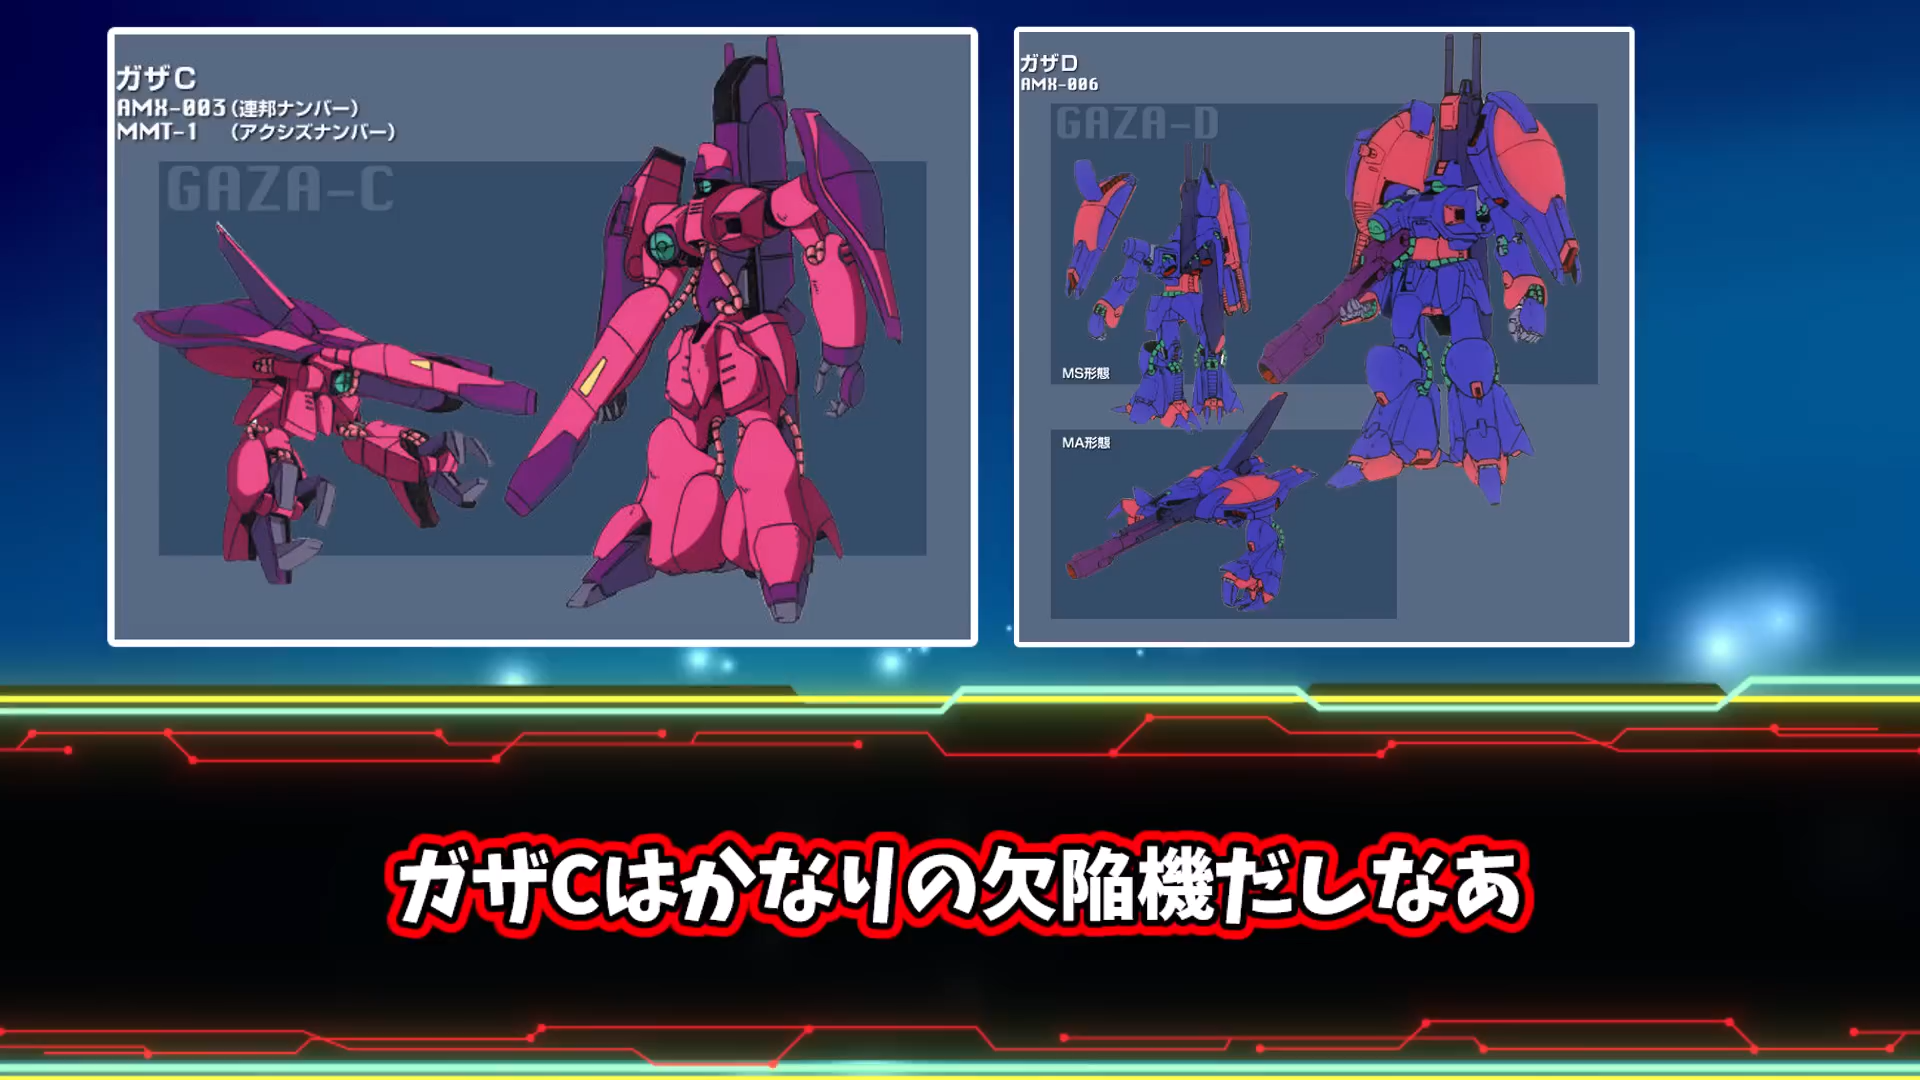 ガザC
AMX-003(連邦ナンバー)
MMT-1 (アクシズナンバー)
GAZA-C
ガザD
AMX-006
GAZA-D
MS形態
MA形態
ガザCはかなりの欠陥機だしなあ